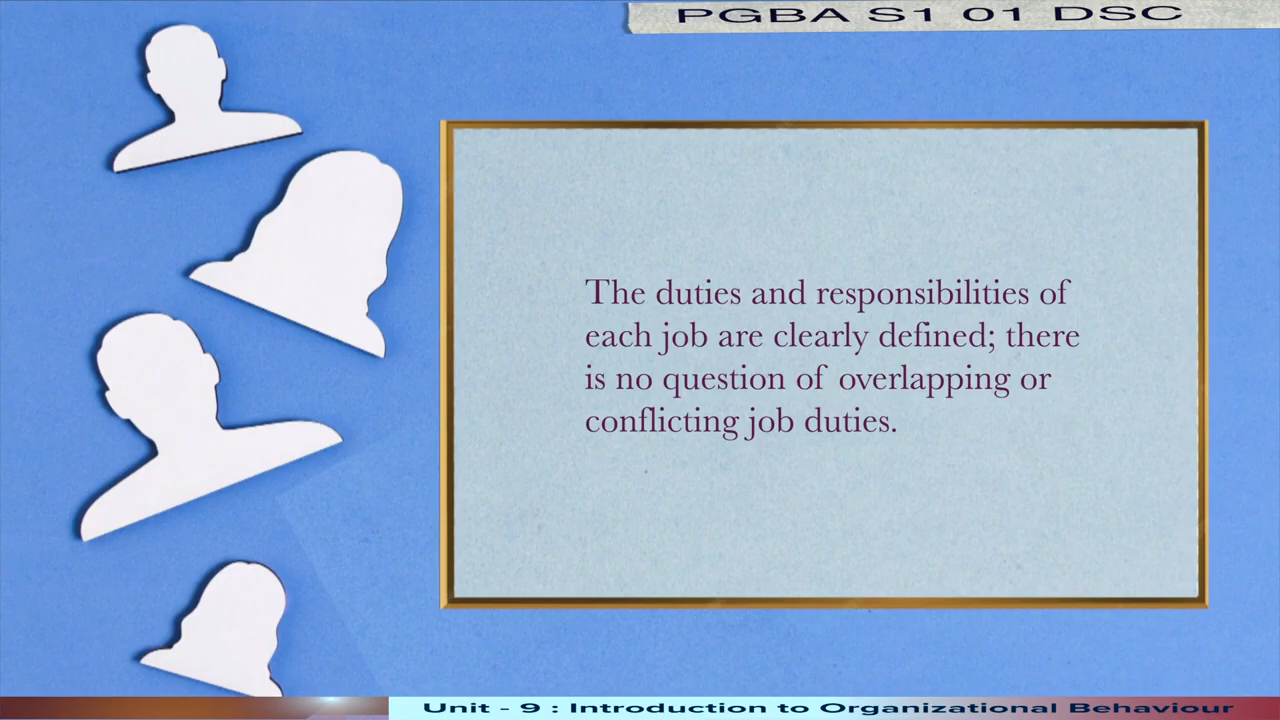 PGBA S1 01 DSC
The duties and responsibilities of
each job are clearly defined; there
is no question of overlapping or
conflicting job duties.
Unit - 9 : Introduction to Organizational Behaviour